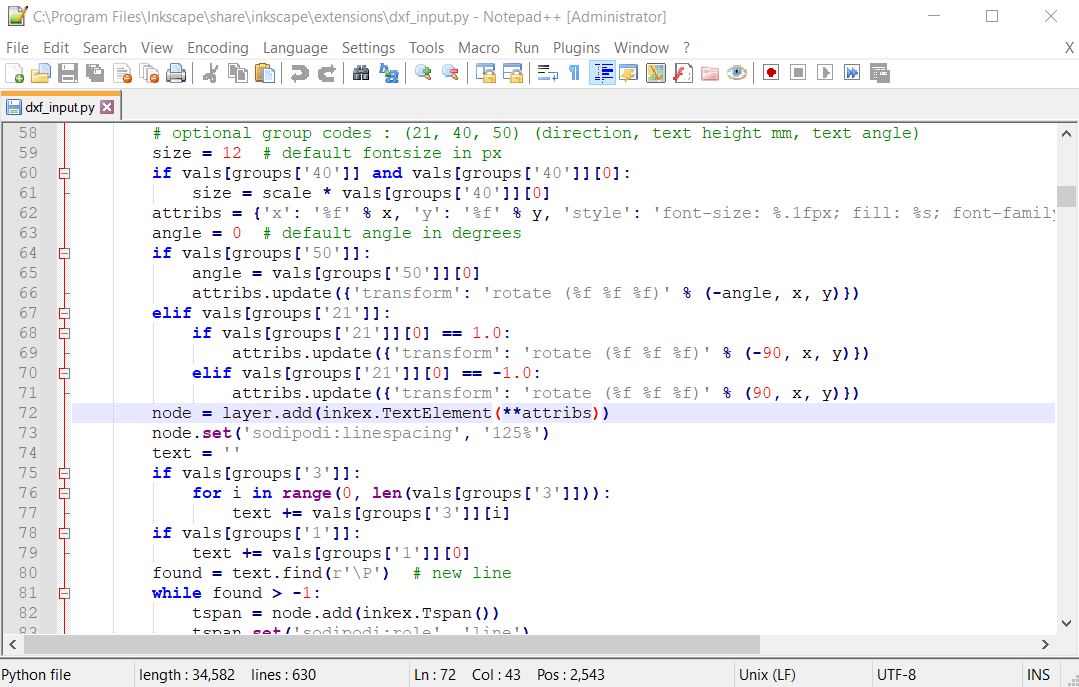 C:\Program Files\Inkscape\share\inkscape\extensions\dxf_input.py - Notepad++ [Administrator]
File Edit Search View Encoding Language Settings Tools Macro Run Plugins Window ? X
dxf_input.py
58 # optional group codes : (21, 40, 50) (direction, text height mm, text angle)
59 size = 12  # default fontsize in px
60 if vals[groups['40']] and vals[groups['40']][0]:
61     size = scale * vals[groups['40']][0]
62 attribs = {'x': '%f' % x, 'y': '%f' % y, 'style': 'font-size: %.1fpx; fill: %s; font-family
63 angle = 0  # default angle in degrees
64 if vals[groups['50']]:
65     angle = vals[groups['50']][0]
66     attribs.update({'transform': 'rotate (%f %f %f)' % (-angle, x, y)})
67 elif vals[groups['21']]:
68     if vals[groups['21']][0] == 1.0:
69         attribs.update({'transform': 'rotate (%f %f %f)' % (-90, x, y)})
70     elif vals[groups['21']][0] == -1.0:
71         attribs.update({'transform': 'rotate (%f %f %f)' % (90, x, y)})
72 node = layer.add(inkex.TextElement(**attribs))
73 node.set('sodipodi:linespacing', '125%')
74 text = ''
75 if vals[groups['3']]:
76     for i in range(0, len(vals[groups['3']])):
77         text += vals[groups['3']][i]
78 if vals[groups['1']]:
79     text += vals[groups['1']][0]
80 found = text.find(r'\P')  # new line
81 while found > -1:
82     tspan = node.add(inkex.Tspan())
83     tspan.set('sodipodi:role', 'line')
Python file length : 34,582 lines : 630 Ln : 72 Col : 43 Pos : 2,543 Unix (LF) UTF-8 INS